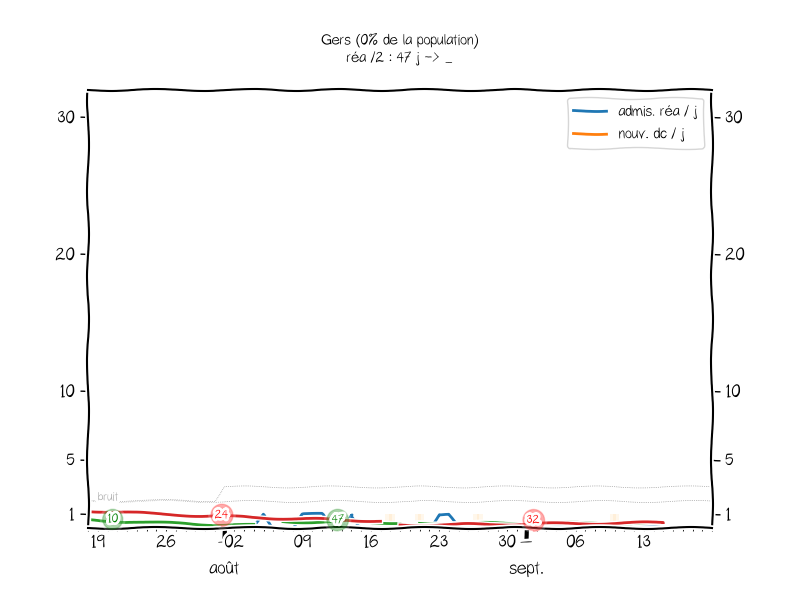 Gers (0% de la population)
réa /2 : 47 j -> _
30
20
10
5
1
30
20
10
5
1
admis. réa / j
nouv. dc / j
bruit
10
24
47
32
19 26 02 09 16 23 30 06 13
août sept.